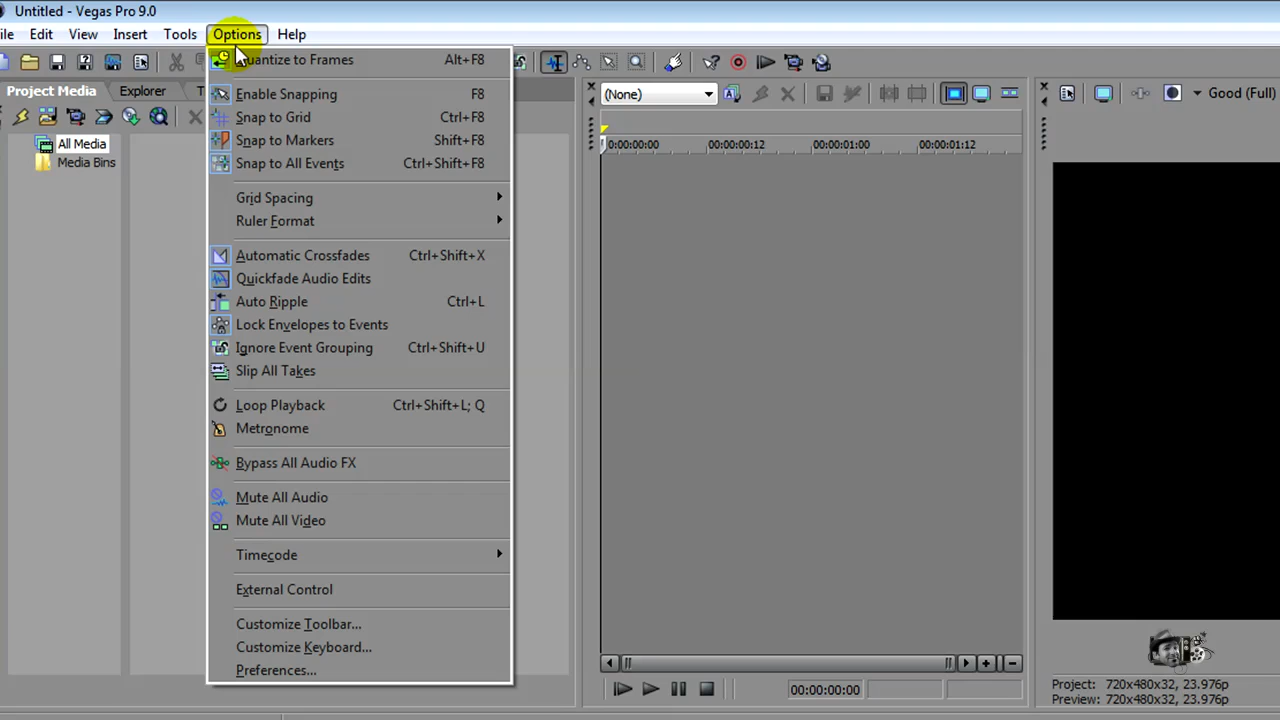 Untitled - Vegas Pro 9.0
ile Edit View Insert Tools Options Help
Project Media Explorer T
All Media
Media Bins
uantize to Frames Alt+F8
Enable Snapping F8
Snap to Grid Ctrl+F8
Snap to Markers Shift+F8
Snap to All Events Ctrl+Shift+F8
Grid Spacing
Ruler Format
Automatic Crossfades Ctrl+Shift+X
Quickfade Audio Edits
Auto Ripple Ctrl+L
Lock Envelopes to Events
Ignore Event Grouping Ctrl+Shift+U
Slip All Takes
Loop Playback Ctrl+Shift+L; Q
Metronome
Bypass All Audio FX
Mute All Audio
Mute All Video
Timecode
External Control
Customize Toolbar...
Customize Keyboard...
Preferences...
(None)
0:00:00:00 00:00:00:12 00:00:01:00 00:00:01:12
00:00:00:00
Good (Full)
Project: 720x480x32, 23.976p
Preview: 720x480x32, 23.976p